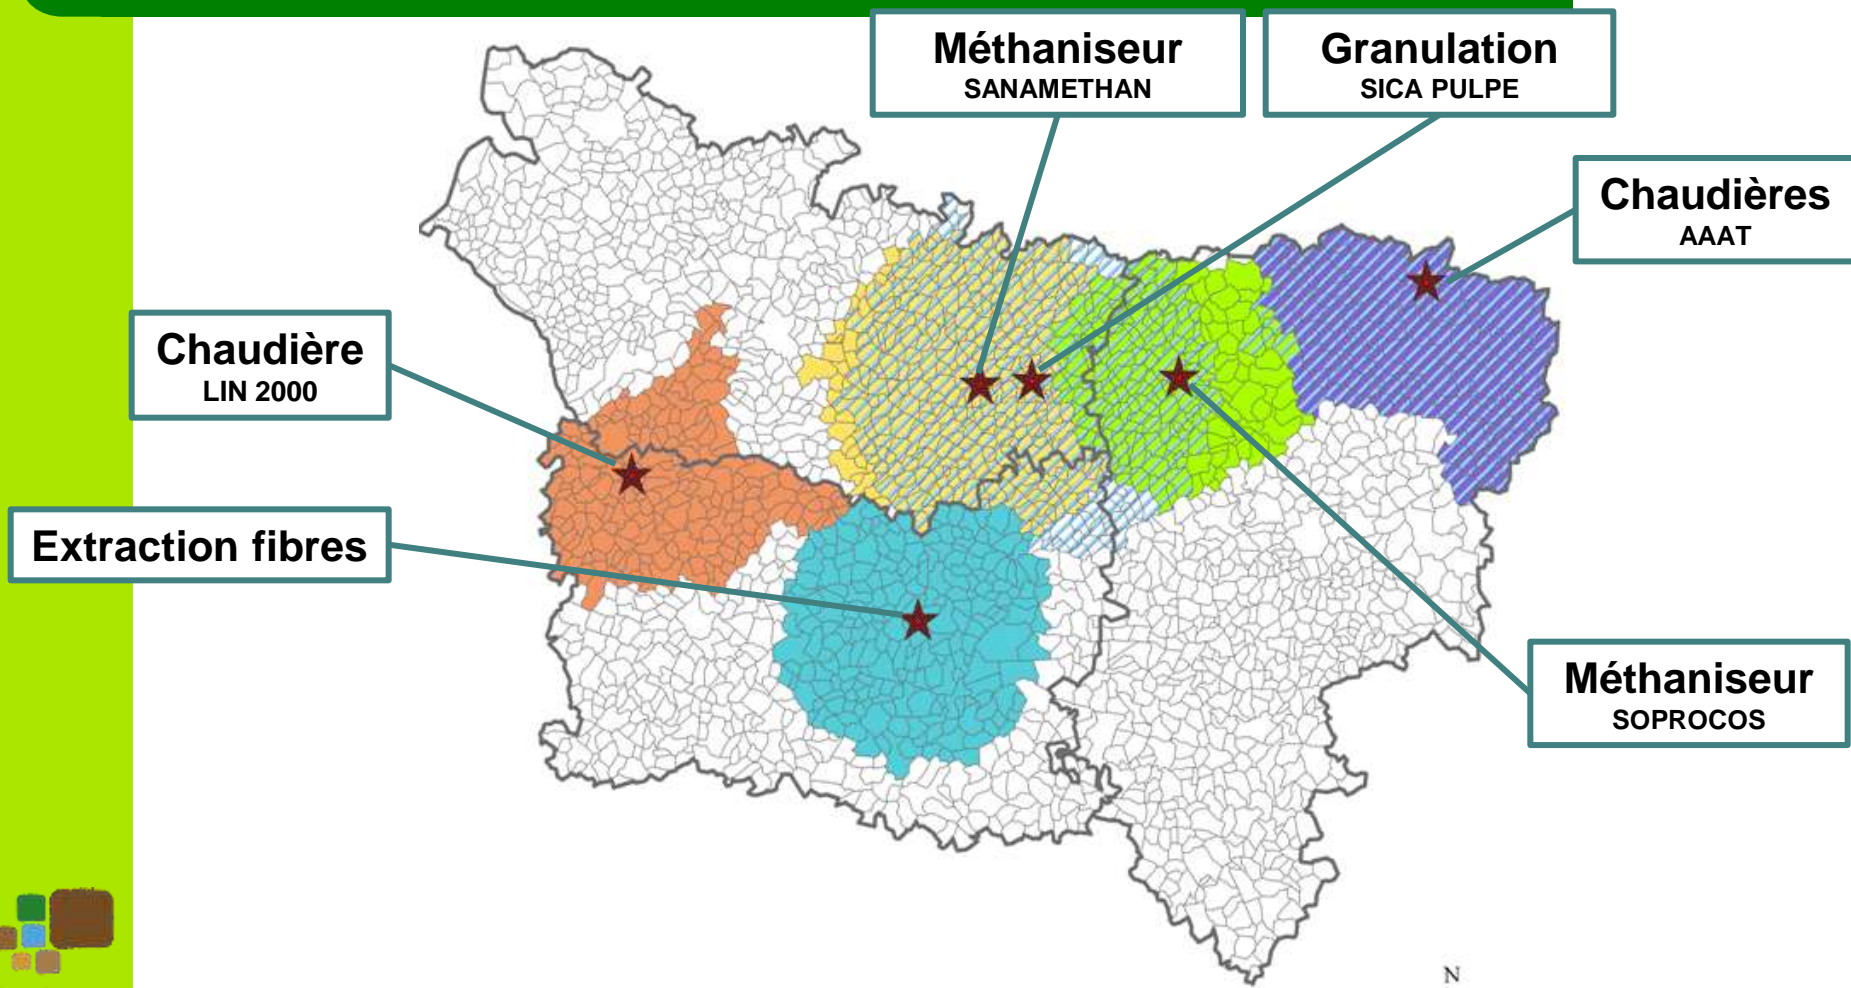 Méthaniseur
SANAMETHAN
Granulation
SICA PULPE
Chaudières
AAAT
Chaudière
LIN 2000
Extraction fibres
Méthaniseur
SOPROCOS
N